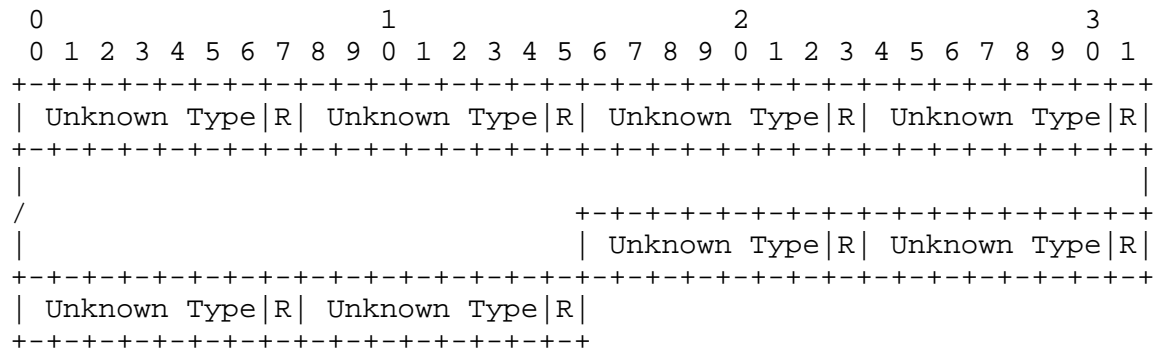 0                   1                   2                   3
 0 1 2 3 4 5 6 7 8 9 0 1 2 3 4 5 6 7 8 9 0 1 2 3 4 5 6 7 8 9 0 1
+-+-+-+-+-+-+-+-+-+-+-+-+-+-+-+-+-+-+-+-+-+-+-+-+-+-+-+-+-+-+-+-+
| Unknown Type|R| Unknown Type|R| Unknown Type|R| Unknown Type|R|
+-+-+-+-+-+-+-+-+-+-+-+-+-+-+-+-+-+-+-+-+-+-+-+-+-+-+-+-+-+-+-+-+
|                                                               |
/                               +-+-+-+-+-+-+-+-+-+-+-+-+-+-+-+-+
|                               | Unknown Type|R| Unknown Type|R|
+-+-+-+-+-+-+-+-+-+-+-+-+-+-+-+-+-+-+-+-+-+-+-+-+-+-+-+-+-+-+-+-+
| Unknown Type|R| Unknown Type|R|
+-+-+-+-+-+-+-+-+-+-+-+-+-+-+-+-+